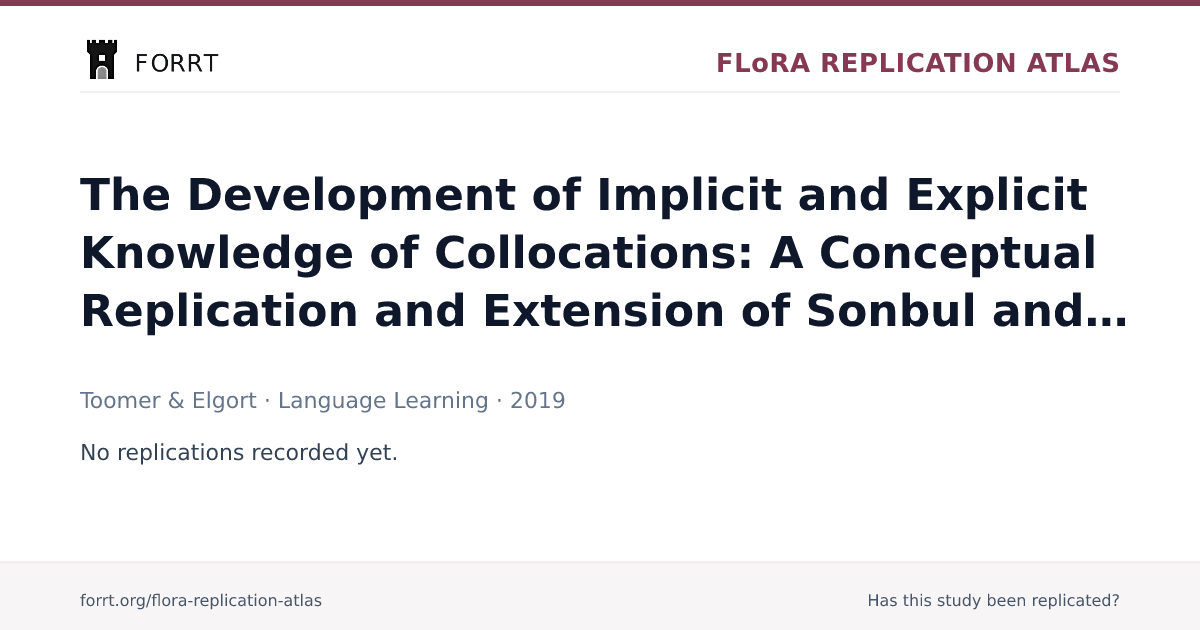 FORRT
FLoRA REPLICATION ATLAS
The Development of Implicit and Explicit
Knowledge of Collocations: A Conceptual
Replication and Extension of Sonbul and…
Toomer & Elgort · Language Learning · 2019
No replications recorded yet.
forrt.org/flora-replication-atlas
Has this study been replicated?